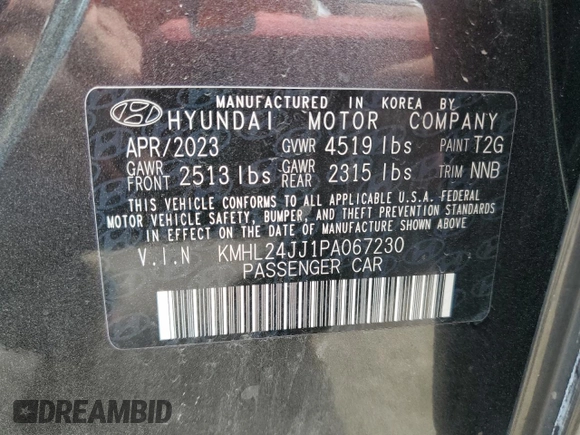 MANUFACTURED IN KOREA BY
HYUNDAI MOTOR COMPANY
APR/2023 GVWR 4519 lbs PAINT T2G
GAWR FRONT 2513 lbs GAWR REAR 2315 lbs TRIM NNB
THIS VEHICLE CONFORMS TO ALL APPLICABLE U.S.A. FEDERAL
MOTOR VEHICLE SAFETY, BUMPER, AND THEFT PREVENTION STANDARDS
IN EFFECT ON THE DATE OF MANUFACTURE SHOWN ABOVE
V.I.N KMHL24JJ1PA067230
PASSENGER CAR
DREAMBID